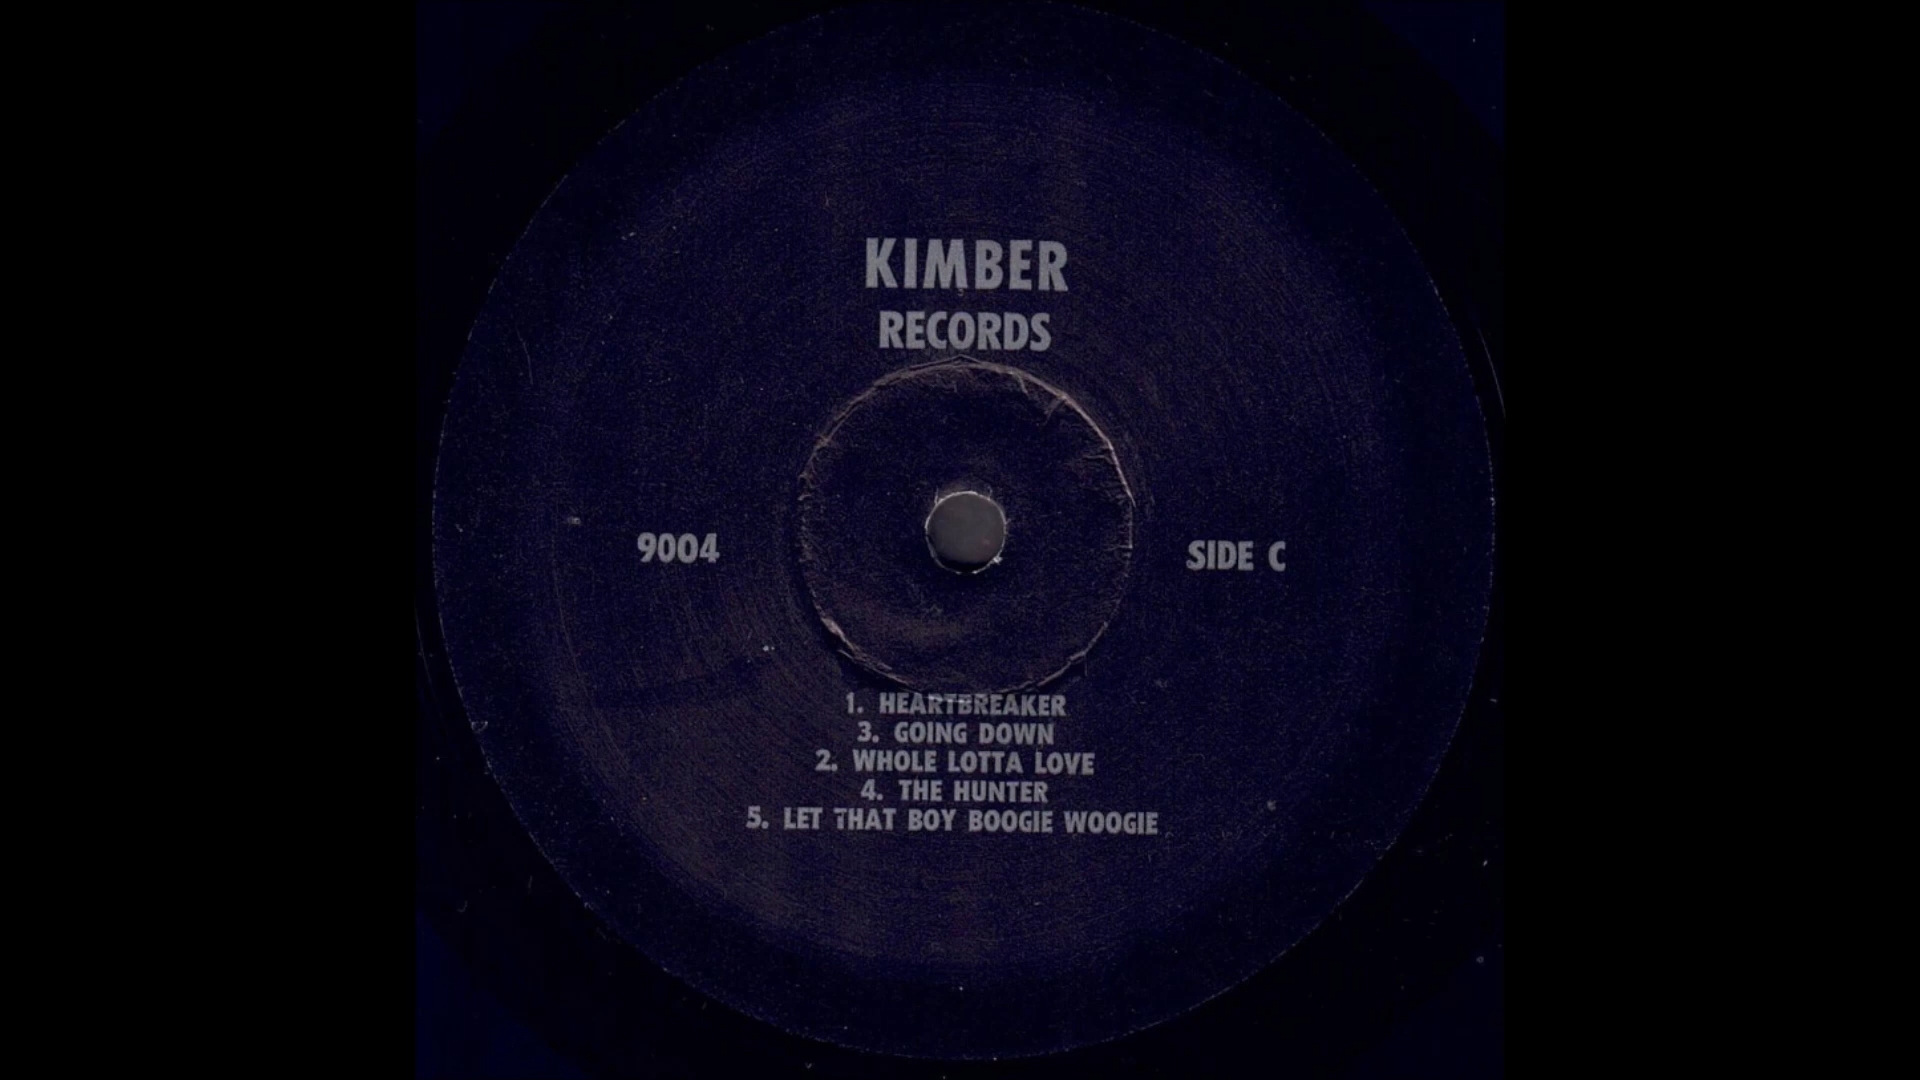 KIMBER
RECORDS
9004
SIDE C
1. HEARTBREAKER
3. GOING DOWN
2. WHOLE LOTTA LOVE
4. THE HUNTER
5. LET THAT BOY BOOGIE WOOGIE